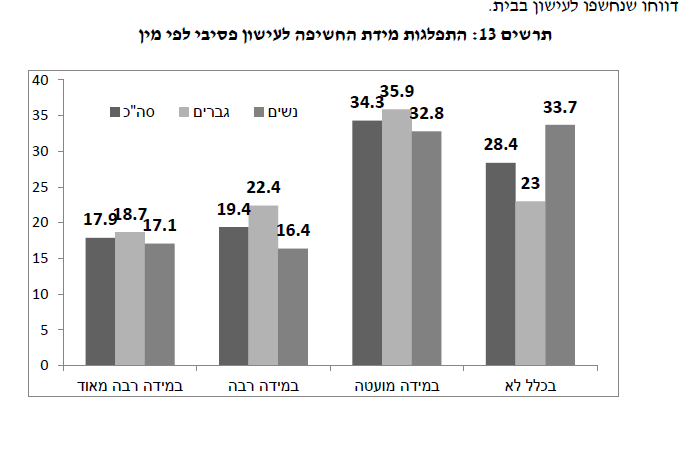 דווחו שנחשפו לעישון בבית.
תרשים 13: התפלגות מידת החשיפה לעישון פסיבי לפי מין
40
35
30
25
20
15
10
5
0
סה"כ גברים נשים
17.9 18.7 17.1
19.4 22.4 16.4
34.3 35.9 32.8
28.4 23 33.7
במידה רבה מאוד
במידה רבה
במידה מועטה
בכלל לא